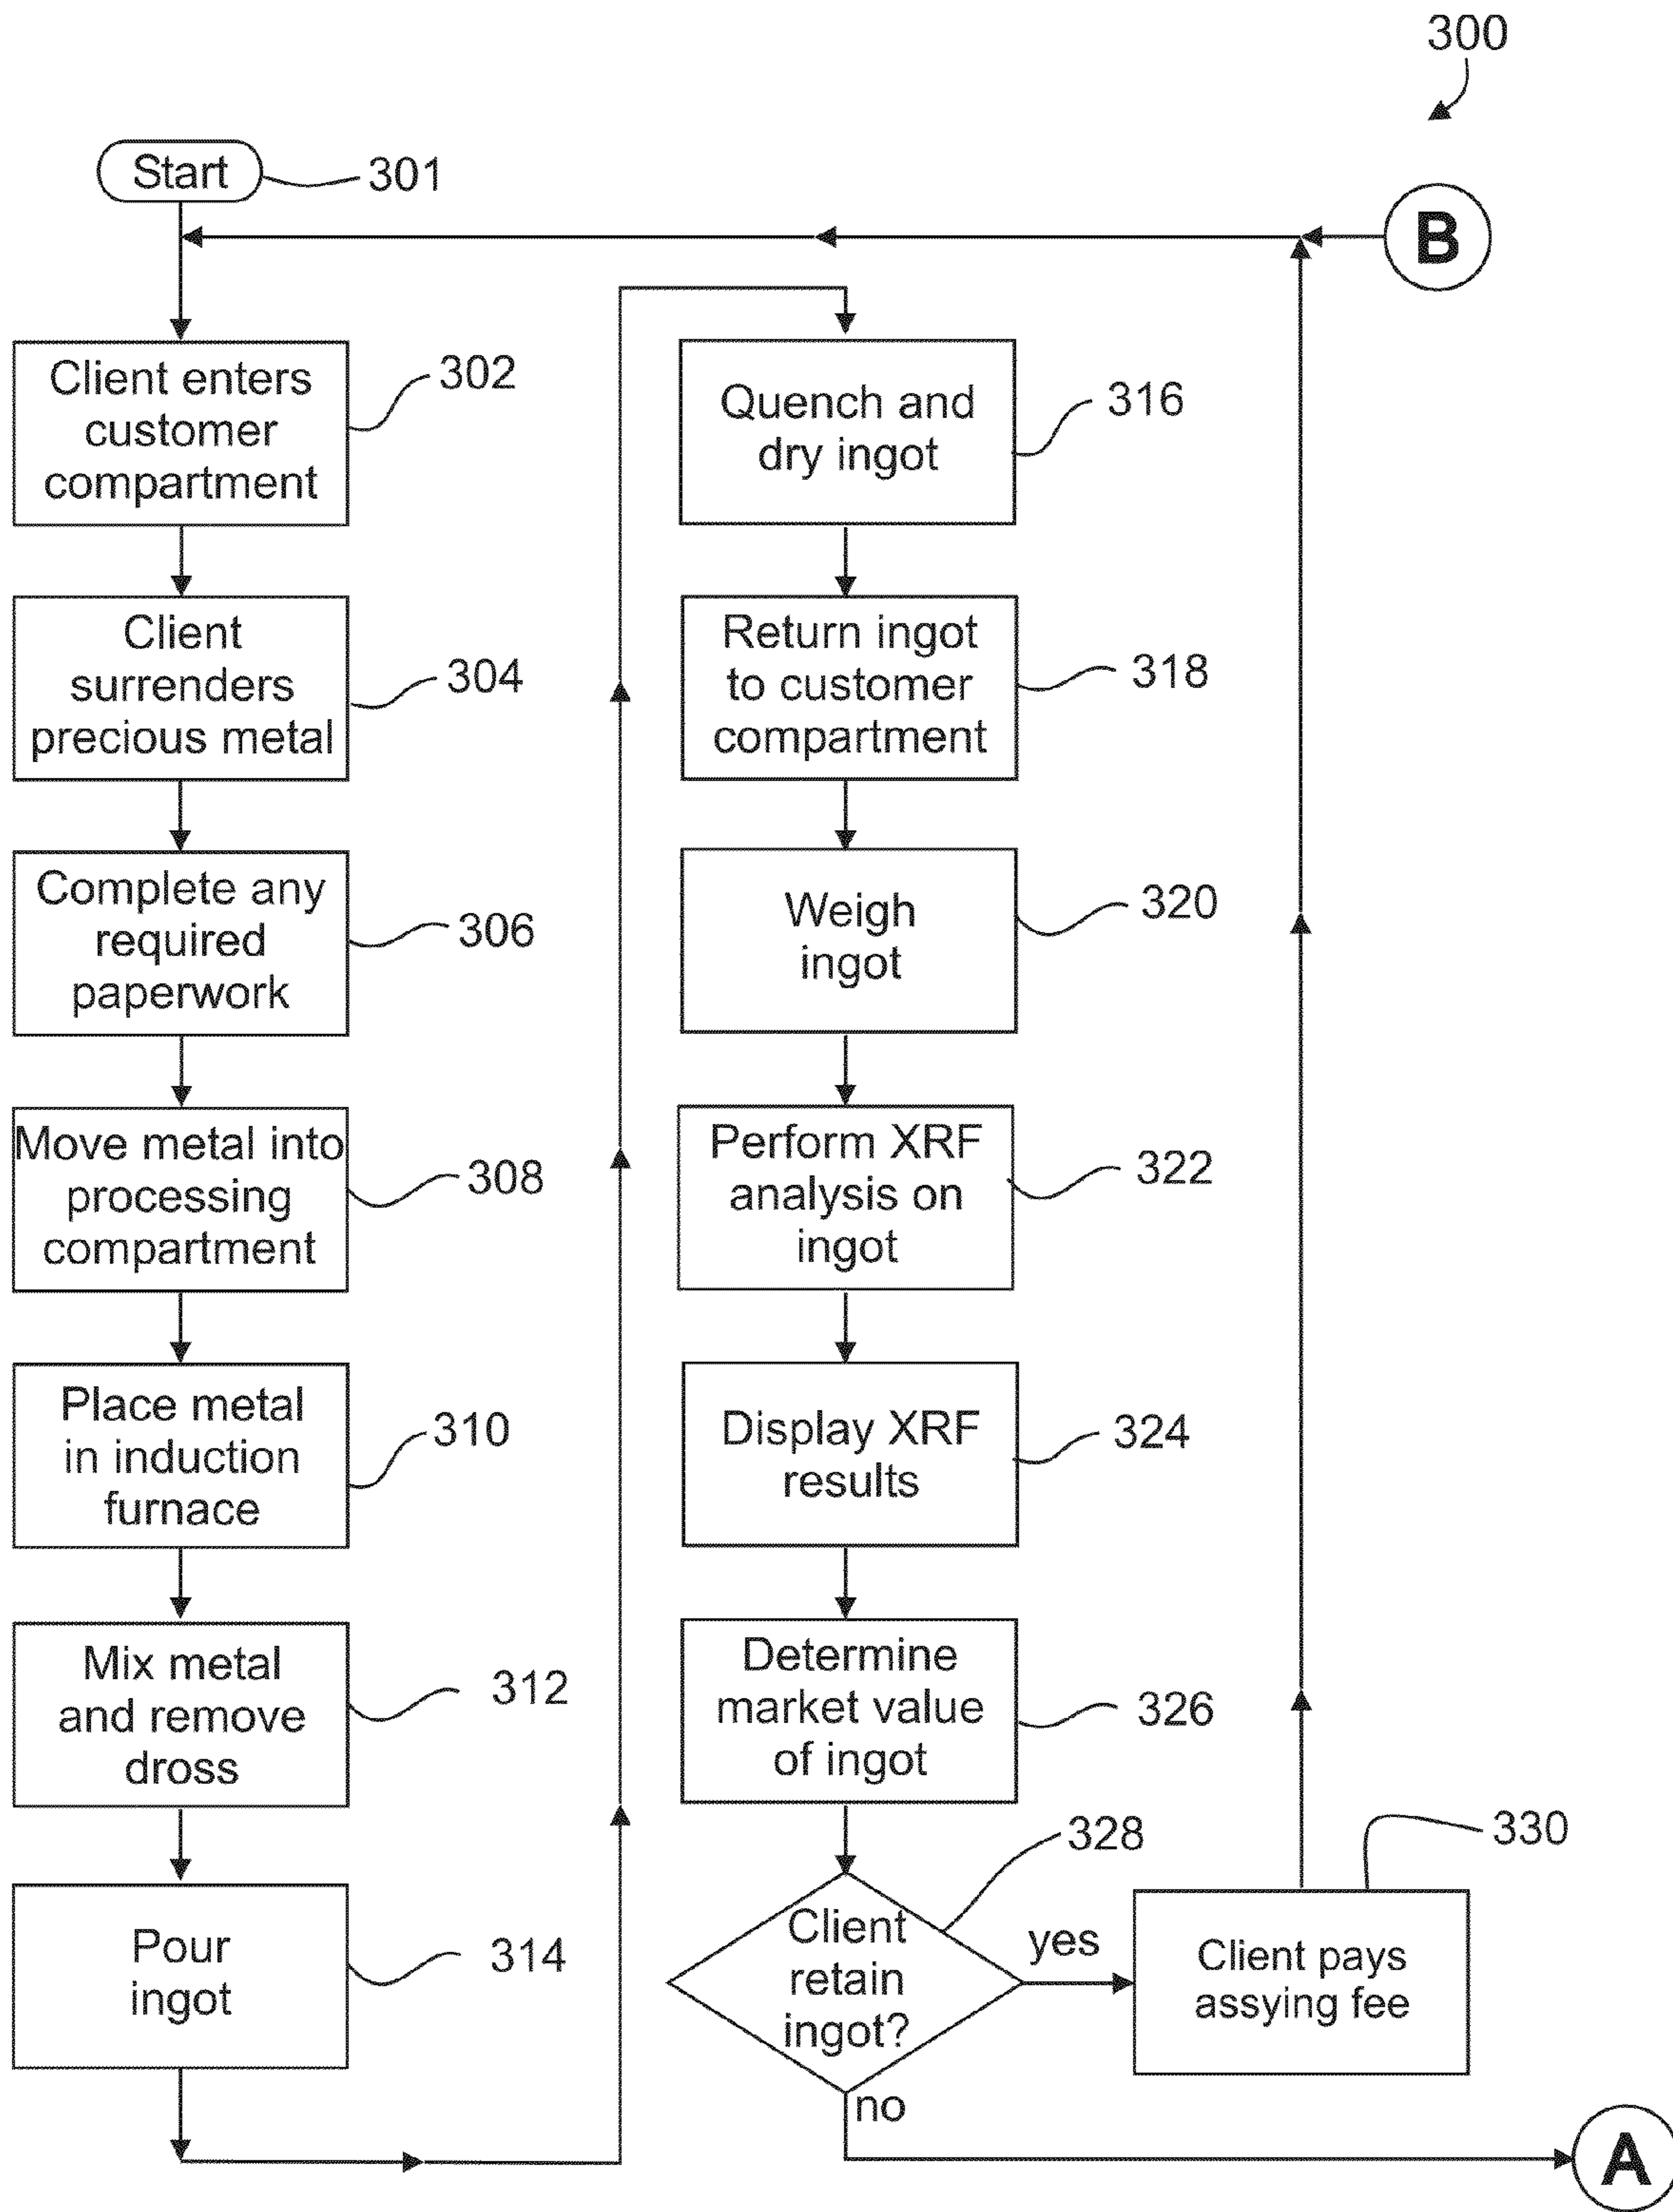 300
Start
301
B
Client enters
customer
compartment
302
Client
surrenders
precious metal
304
Complete any
required
paperwork
306
Move metal into
processing
compartment
308
Place metal
in induction
furnace
310
Mix metal
and remove
dross
312
Pour
ingot
314
Quench and
dry ingot
316
Return ingot
to customer
compartment
318
Weigh
ingot
320
Perform XRF
analysis on
ingot
322
Display XRF
results
324
Determine
market value
of ingot
326
Client
retain
ingot?
328
yes
no
Client pays
assying fee
330
A